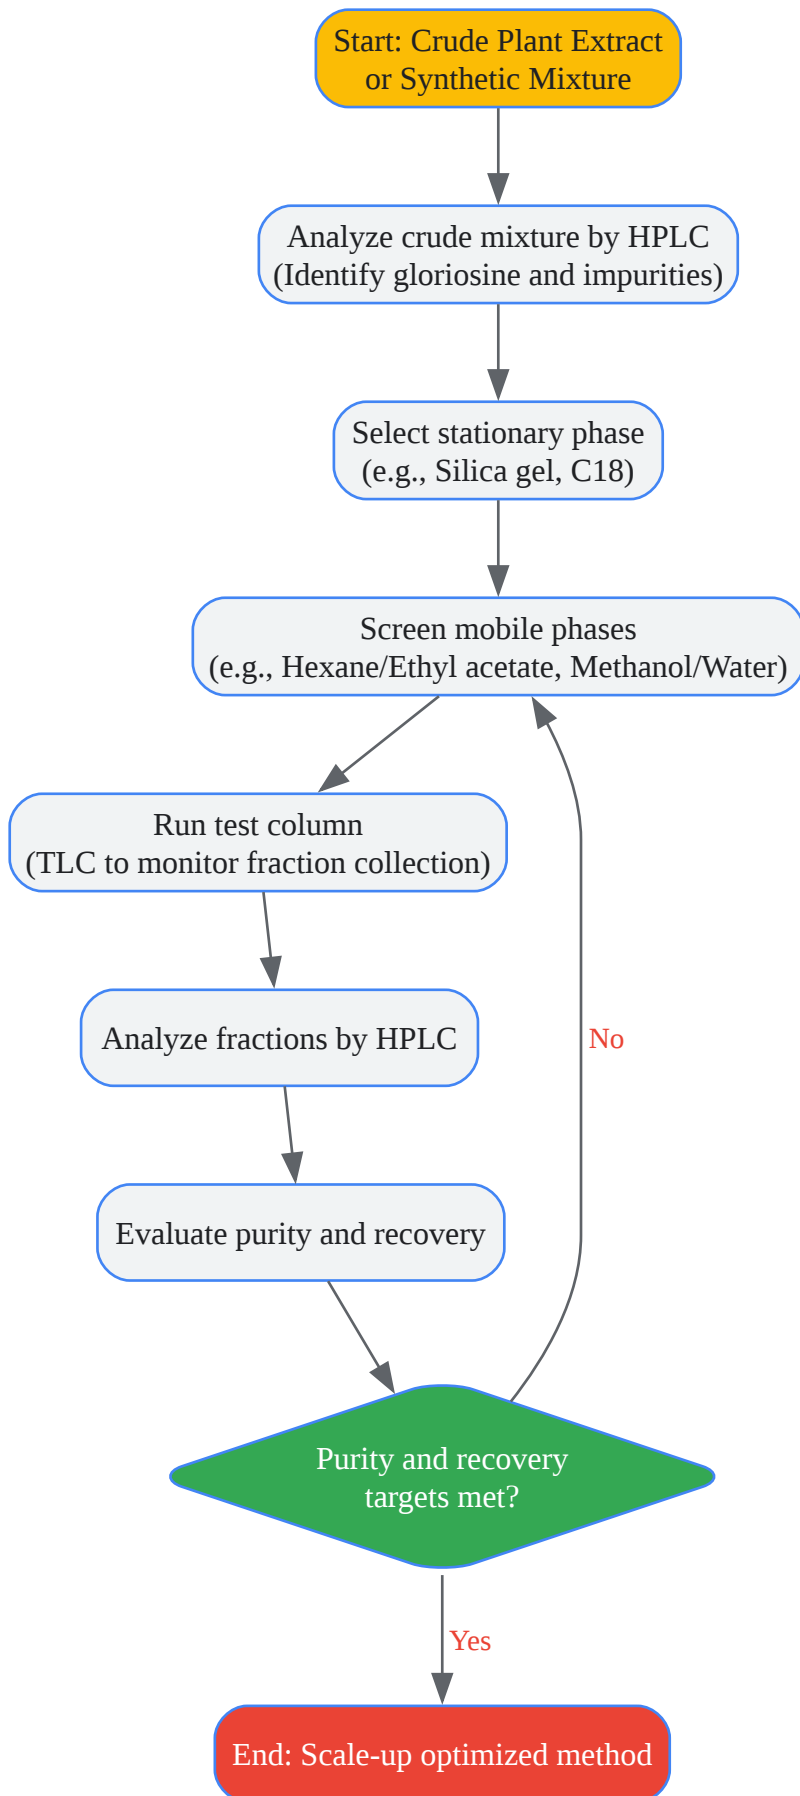 Start: Crude Plant Extract
or Synthetic Mixture
Analyze crude mixture by HPLC
(Identify gloriosine and impurities)
Select stationary phase
(e.g., Silica gel, C18)
Screen mobile phases
(e.g., Hexane/Ethyl acetate, Methanol/Water)
Run test column
(TLC to monitor fraction collection)
Analyze fractions by HPLC
No
Evaluate purity and recovery
Purity and recovery
targets met?
Yes
End: Scale-up optimized method